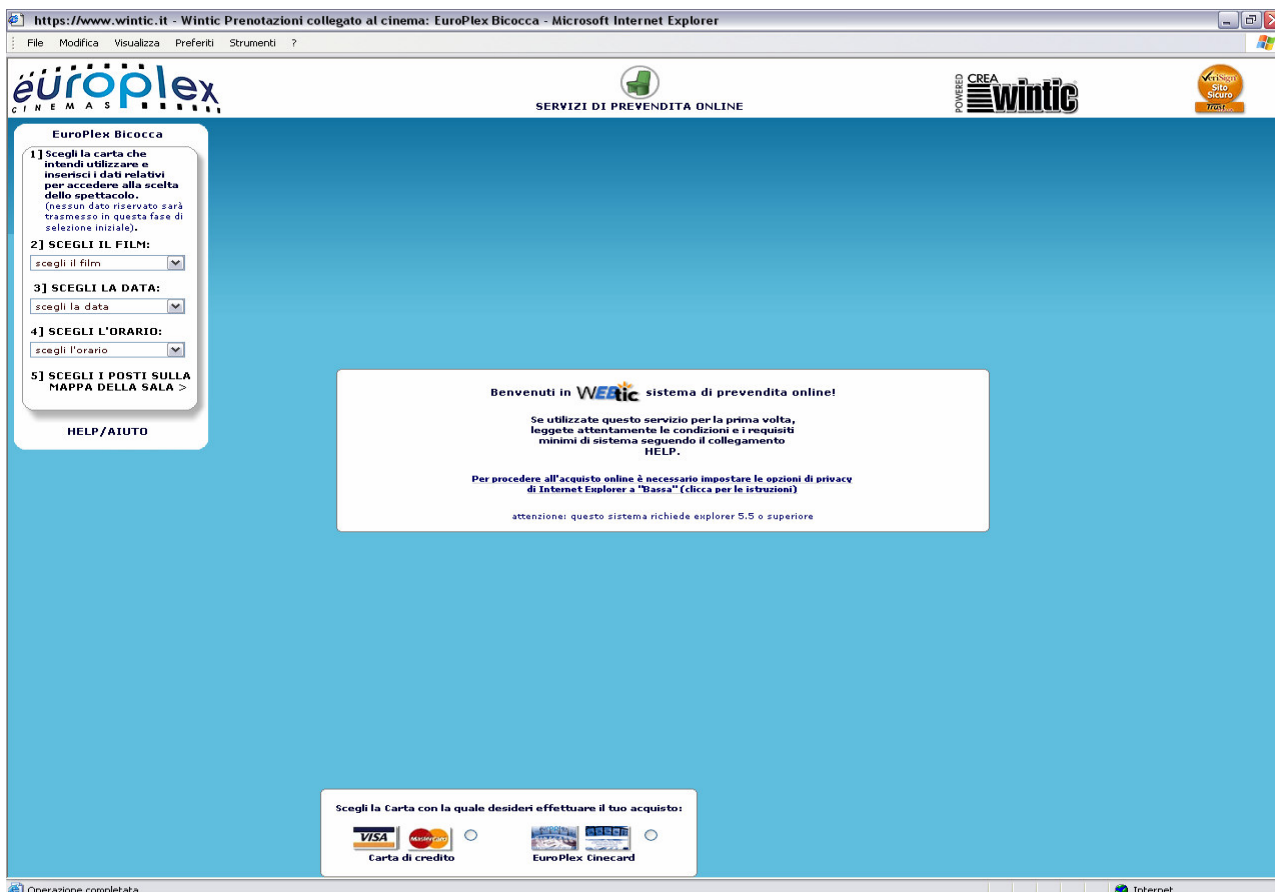 https://www.wintic.it - Wintic Prenotazioni collegato al cinema: EuroPlex Bicocca - Microsoft Internet Explorer
File Modifica Visualizza Preferiti Strumenti ?
europlex
CINEMAS
SERVIZI DI PREVENDITA ONLINE
POWERED
CREA
wintic
VeriSign
Sito
Sicuro
Trust...
EuroPlex Bicocca
1] Scegli la carta che
intendi utilizzare e
inserisci i dati relativi
per accedere alla scelta
dello spettacolo.
(nessun dato riservato sarà
trasmesso in questa fase di
selezione iniziale).
2] SCEGLI IL FILM:
scegli il film
3] SCEGLI LA DATA:
scegli la data
4] SCEGLI L'ORARIO:
scegli l'orario
5] SCEGLI I POSTI SULLA
MAPPA DELLA SALA >
HELP/AIUTO
Benvenuti in WEBtic sistema di prevendita online!
Se utilizzate questo servizio per la prima volta,
leggete attentamente le condizioni e i requisiti
minimi di sistema seguendo il collegamento
HELP.
Per procedere all'acquisto online è necessario impostare le opzioni di privacy
di Internet Explorer a "Bassa" (clicca per le istruzioni)
attenzione: questo sistema richiede explorer 5.5 o superiore
Scegli la Carta con la quale desideri effettuare il tuo acquisto:
VISA MasterCard
Carta di credito EuroPlex Cinecard
Operazione completata Internet